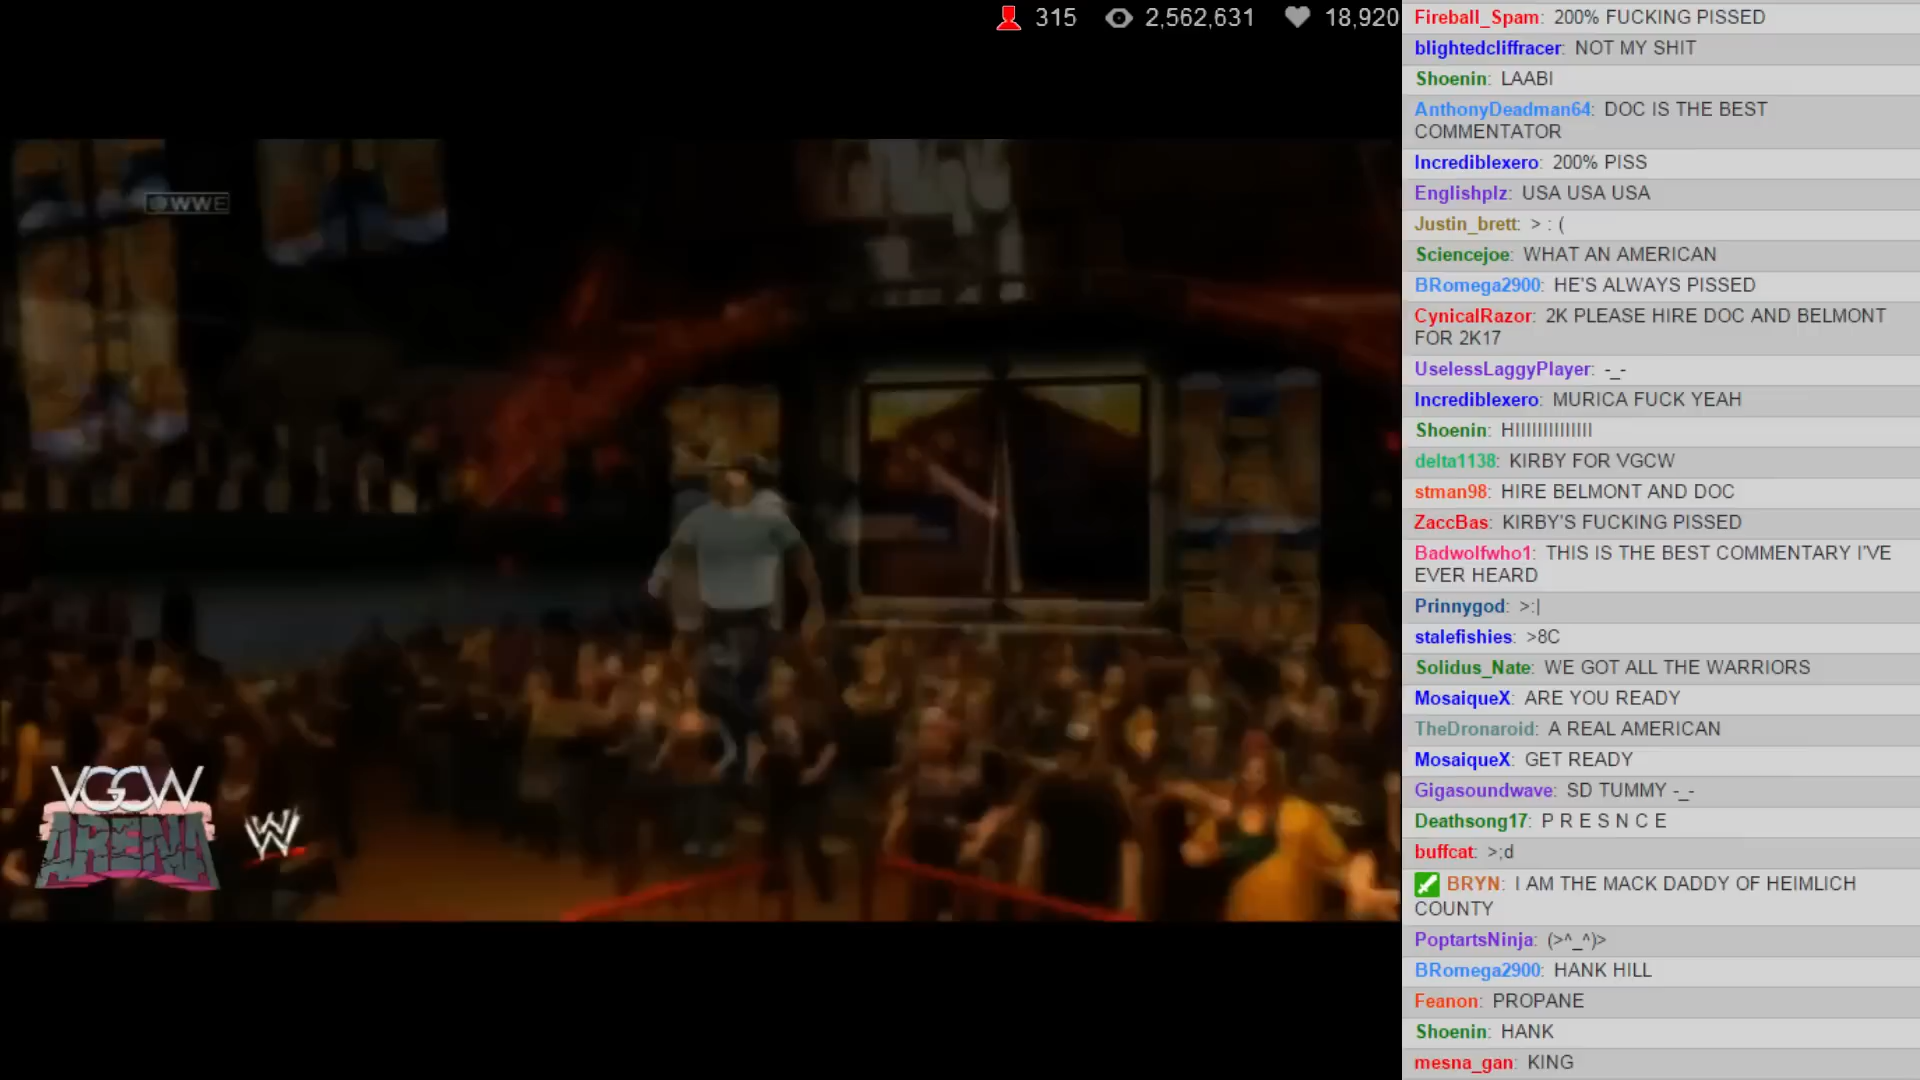 315 2,562,631 18,920
WWE
VGCW
ARENA
W
Fireball_Spam: 200% FUCKING PISSED
blightedcliffracer: NOT MY SHIT
Shoenin: LAABI
AnthonyDeadman64: DOC IS THE BEST
COMMENTATOR
Incrediblexero: 200% PISS
Englishplz: USA USA USA
Justin_brett: > : (
Sciencejoe: WHAT AN AMERICAN
BRomega2900: HE'S ALWAYS PISSED
CynicalRazor: 2K PLEASE HIRE DOC AND BELMONT
FOR 2K17
UselessLaggyPlayer: -_-
Incrediblexero: MURICA FUCK YEAH
Shoenin: HIIIIIIIIIIIIII
delta1138: KIRBY FOR VGCW
stman98: HIRE BELMONT AND DOC
ZaccBas: KIRBY'S FUCKING PISSED
Badwolfwho1: THIS IS THE BEST COMMENTARY I'VE
EVER HEARD
Prinnygod: >:|
stalefishies: >8C
Solidus_Nate: WE GOT ALL THE WARRIORS
MosaiqueX: ARE YOU READY
TheDronaroid: A REAL AMERICAN
MosaiqueX: GET READY
Gigasoundwave: SD TUMMY -_-
Deathsong17: P R E S N C E
buffcat: >;d
BRYN: I AM THE MACK DADDY OF HEIMLICH
COUNTY
PoptartsNinja: (>^_^)>
BRomega2900: HANK HILL
Feanon: PROPANE
Shoenin: HANK
mesna_gan: KING